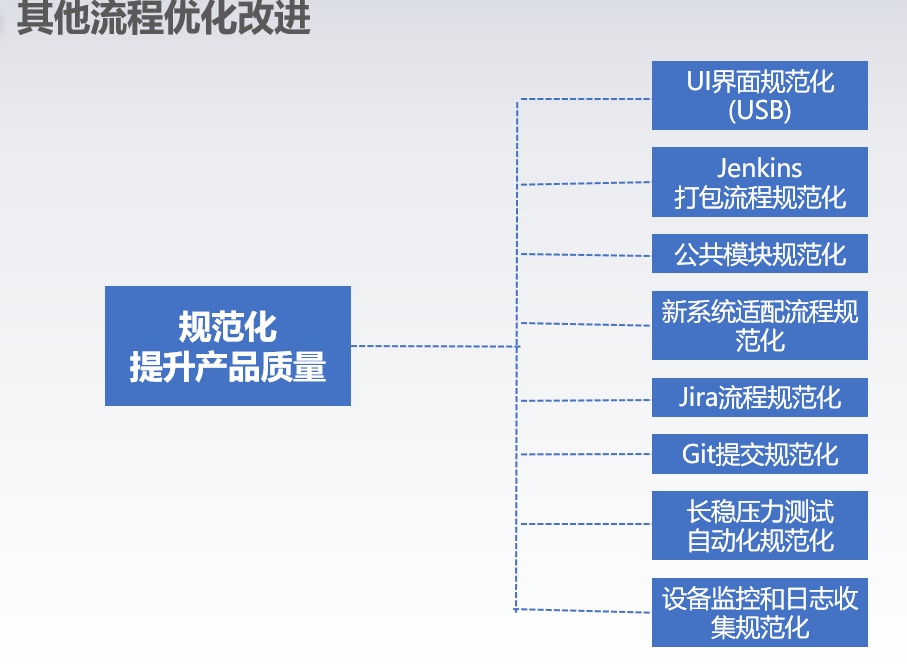 其他流程优化改进
UI界面规范化
(USB)
Jenkins
打包流程规范化
公共模块规范化
新系统适配流程规
范化
规范化
提升产品质量
Jira流程规范化
Git提交规范化
长稳压力测试
自动化规范化
设备监控和日志收
集规范化